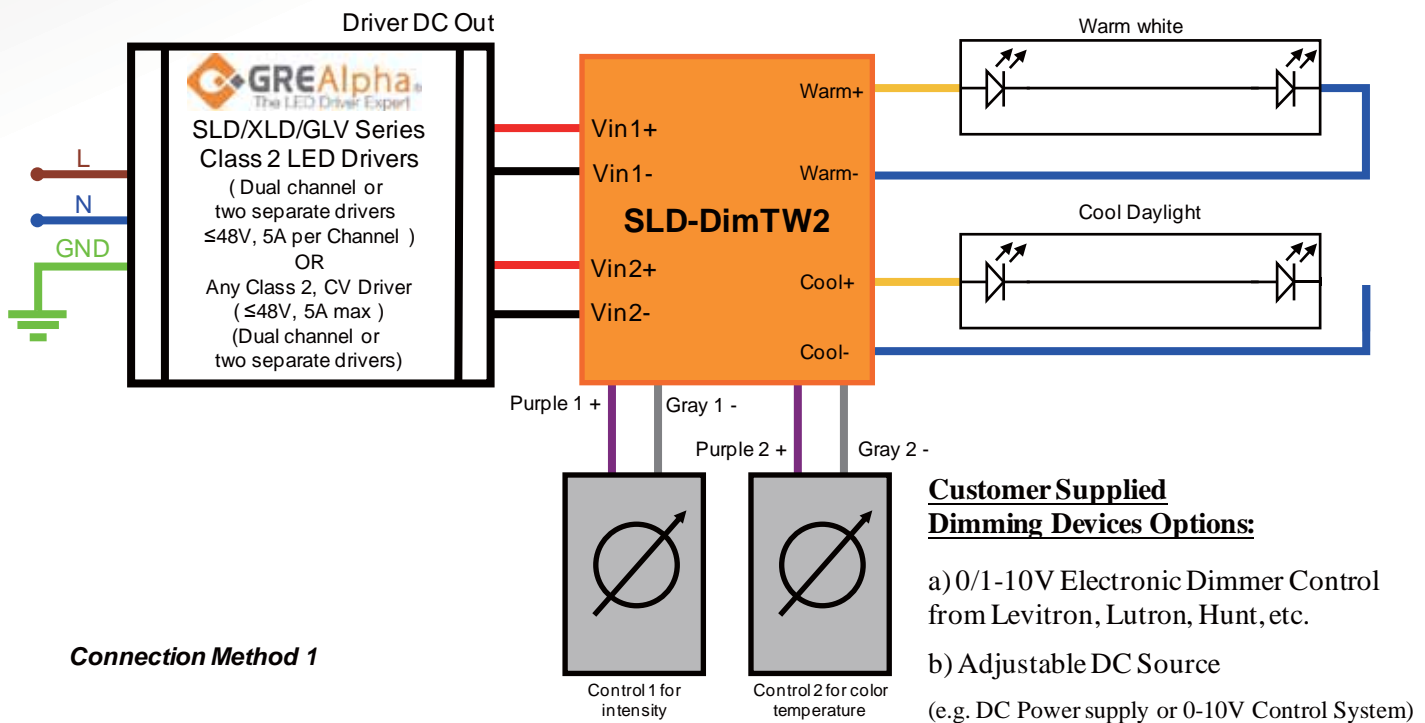 Driver DC Out
GREAlpha®
The LED Driver Expert
SLD/XLD/GLV Series
Class 2 LED Drivers
( Dual channel or
two separate drivers
≤48V, 5A per Channel )
OR
Any Class 2, CV Driver
( ≤48V, 5A max )
(Dual channel or
two separate drivers)
L
N
GND
Vin1+
Vin1-
SLD-DimTW2
Vin2+
Vin2-
Warm+
Warm-
Cool+
Cool-
Warm white
Cool Daylight
Purple 1 +
Gray 1 -
Purple 2 +
Gray 2 -
Control 1 for
intensity
Control 2 for color
temperature
Connection Method 1
Customer Supplied
Dimming Devices Options:
a) 0/1-10V Electronic Dimmer Control
from Levitron, Lutron, Hunt, etc.
b) Adjustable DC Source
(e.g. DC Power supply or 0-10V Control System)